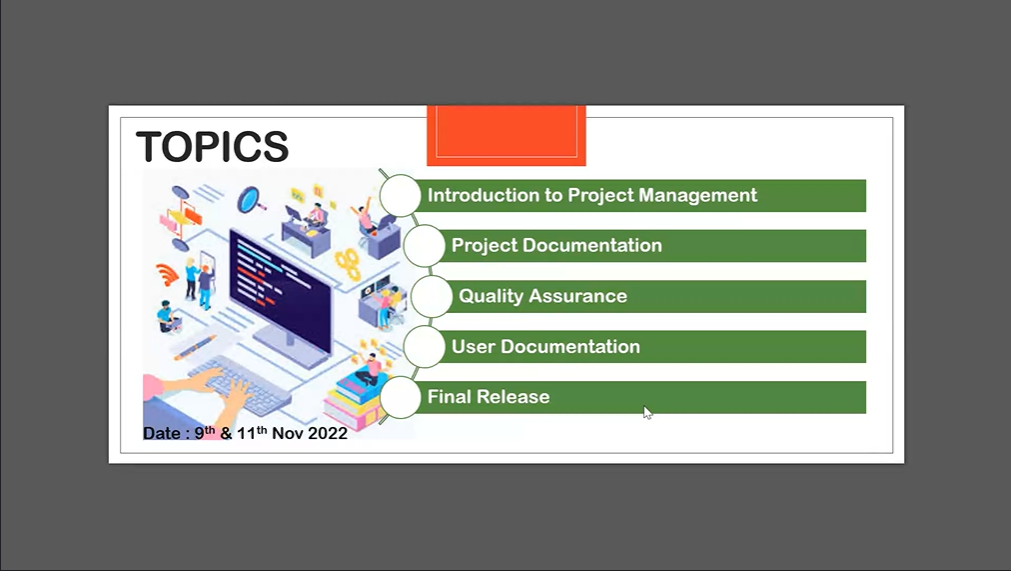 TOPICS
Introduction to Project Management
Project Documentation
Quality Assurance
User Documentation
Final Release
Date : 9th & 11th Nov 2022